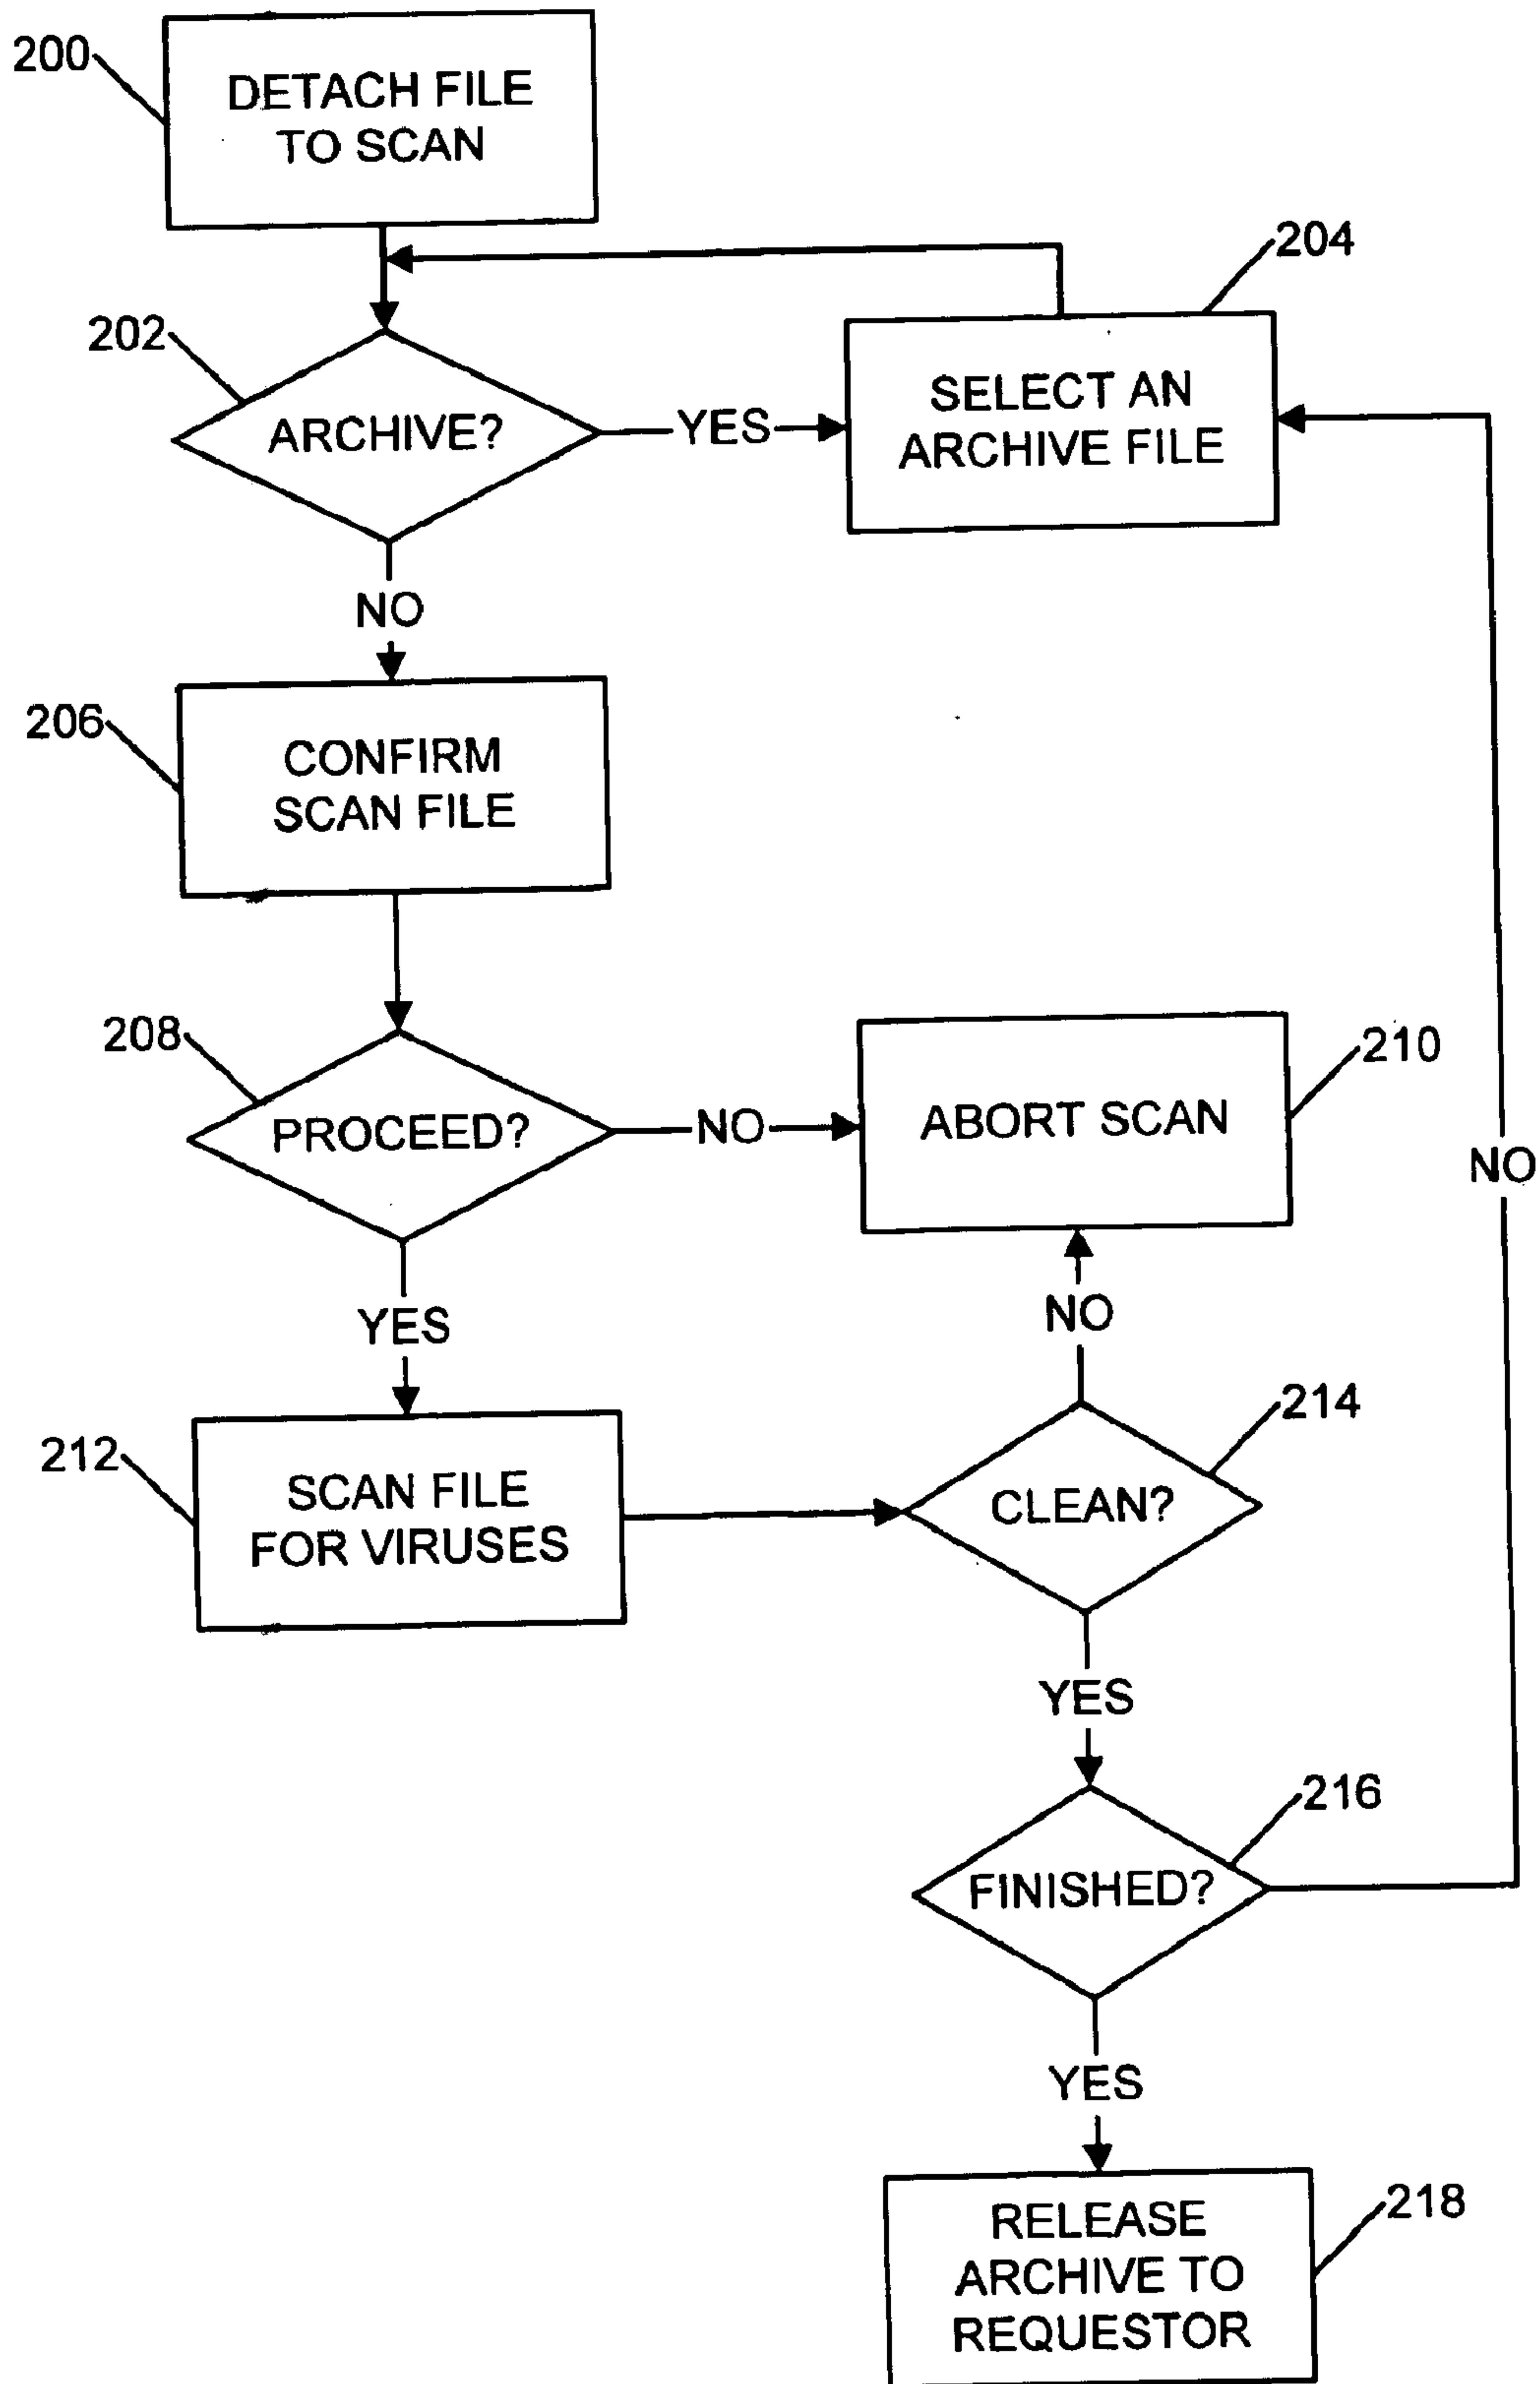 200
DETACH FILE
TO SCAN
204
202
ARCHIVE?
YES
SELECT AN
ARCHIVE FILE
NO
206
CONFIRM
SCAN FILE
208
PROCEED?
NO
ABORT SCAN
210
NO
YES
NO
214
212
SCAN FILE
FOR VIRUSES
CLEAN?
YES
216
FINISHED?
YES
218
RELEASE
ARCHIVE TO
REQUESTOR